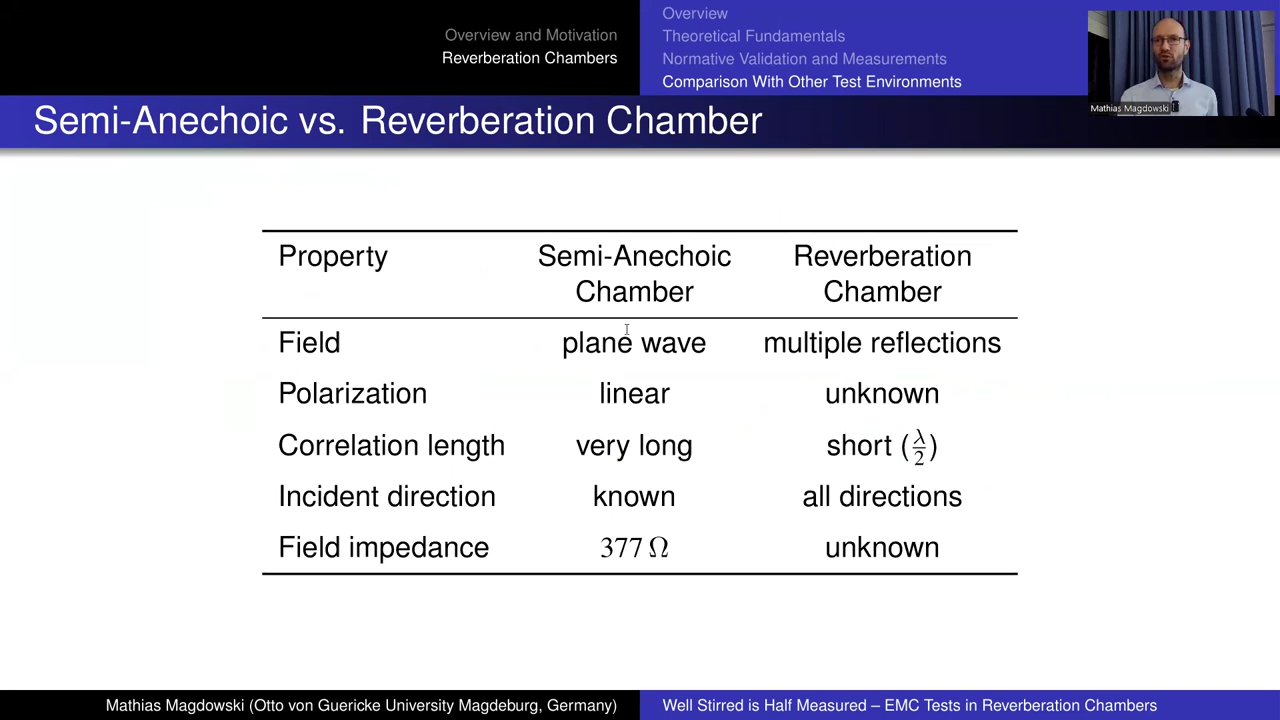 Overview and Motivation
Reverberation Chambers
Overview
Theoretical Fundamentals
Normative Validation and Measurements
Comparison With Other Test Environments
Mathias Magdowski
Semi-Anechoic vs. Reverberation Chamber
Property Semi-Anechoic Chamber Reverberation Chamber
Field plane wave multiple reflections
Polarization linear unknown
Correlation length very long short (λ/2)
Incident direction known all directions
Field impedance 377 Ω unknown
Mathias Magdowski (Otto von Guericke University Magdeburg, Germany)
Well Stirred is Half Measured – EMC Tests in Reverberation Chambers